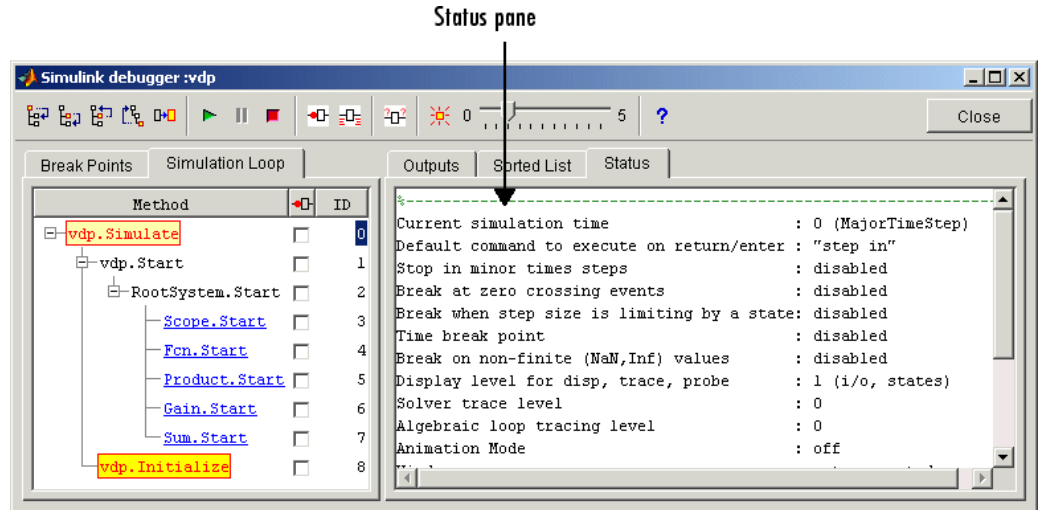 Status pane
Simulink debugger :vdp
0 5 ? Close
Break Points Simulation Loop Outputs Sorted List Status
Method ID
vdp.Simulate 0
vdp.Start 1
RootSystem.Start 2
Scope.Start 3
Fcn.Start 4
Product.Start 5
Gain.Start 6
Sum.Start 7
vdp.Initialize 8
%----------------------------------------------------------------
Current simulation time : 0 (MajorTimeStep)
Default command to execute on return/enter : "step in"
Stop in minor times steps : disabled
Break at zero crossing events : disabled
Break when step size is limiting by a state: disabled
Time break point : disabled
Break on non-finite (NaN,Inf) values : disabled
Display level for disp, trace, probe : 1 (i/o, states)
Solver trace level : 0
Algebraic loop tracing level : 0
Animation Mode : off